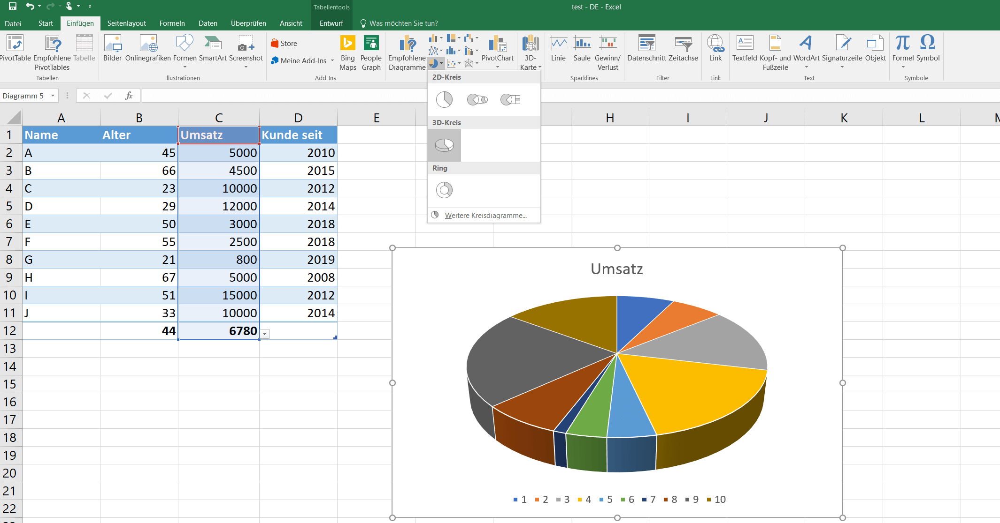 Tabellentools
test - DE - Excel
Datei Start Einfügen Seitenlayout Formeln Daten Überprüfen Ansicht Entwurf Was möchten Sie tun?
PivotTable Empfohlene PivotTables Tabelle
Tabellen
Bilder Onlinegrafiken Formen SmartArt Screenshot
Illustrationen
Store
Meine Add-Ins
Bing Maps People Graph
Add-Ins
Empfohlene Diagramme
PivotChart
3D-Karte
Linie Säule Gewinn/Verlust
Sparklines
Datenschnitt Zeitachse
Filter
Link
Link
Textfeld Kopf- und Fußzeile WordArt Signaturzeile Objekt
Text
π Ω
Formel Symbol
Symbole
Diagramm 5 fx
2D-Kreis
3D-Kreis
Ring
Weitere Kreisdiagramme...
A B C D E H I J K L M
1 Name Alter Umsatz Kunde seit
2 A 45 5000 2010
3 B 66 4500 2015
4 C 23 10000 2012
5 D 29 12000 2014
6 E 50 3000 2018
7 F 55 2500 2018
8 G 21 800 2019
9 H 67 5000 2008
10 I 51 15000 2012
11 J 33 10000 2014
12 44 6780
13
14
15
16
17
18
19
20
21
22
Umsatz
1 2 3 4 5 6 7 8 9 10